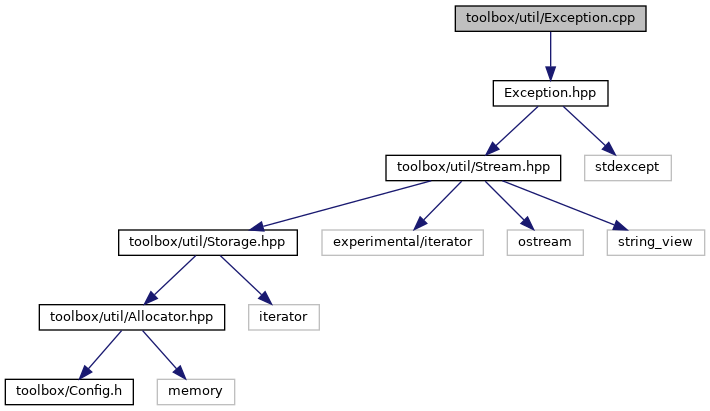 toolbox/util/Exception.cpp
Exception.hpp
toolbox/util/Stream.hpp
stdexcept
toolbox/util/Storage.hpp
experimental/iterator
ostream
string_view
toolbox/util/Allocator.hpp
iterator
toolbox/Config.h
memory